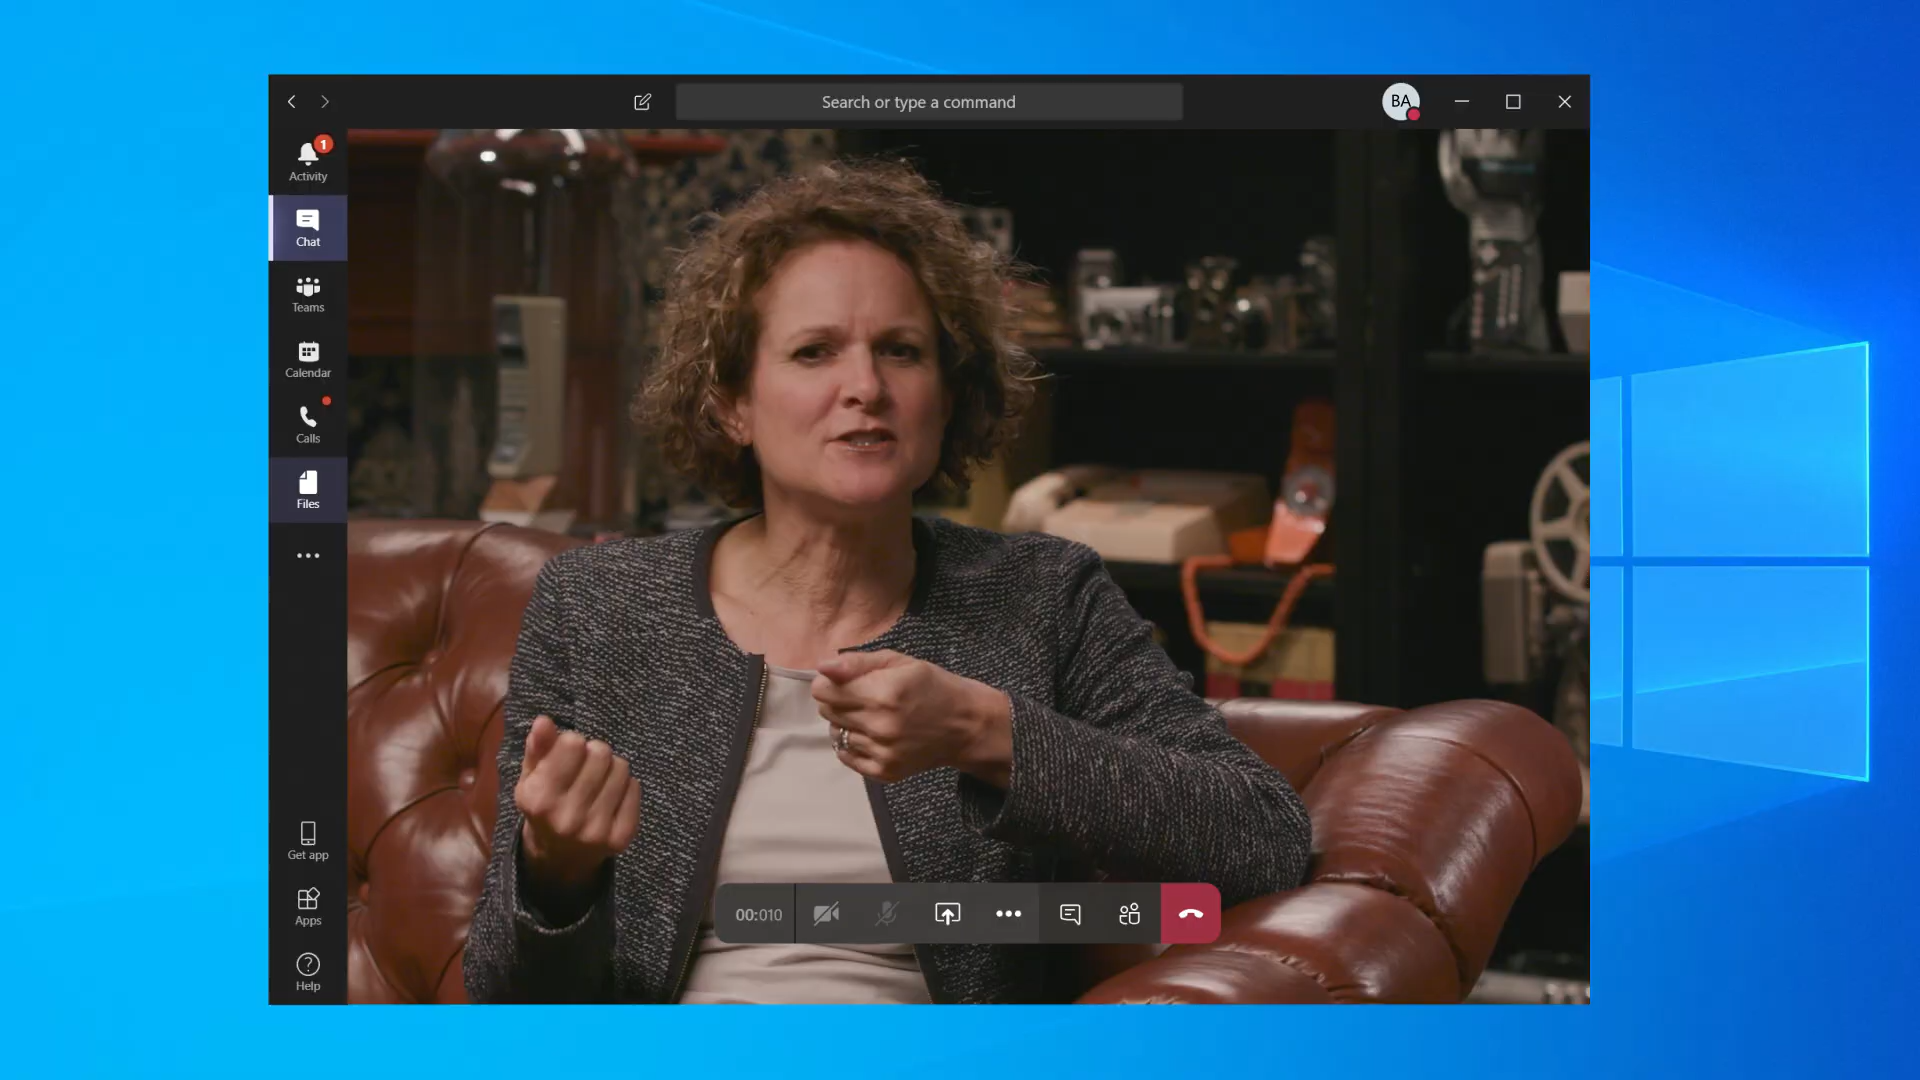 Search or type a command
BA
1
Activity
Chat
Teams
Calendar
Calls
Files
Get app
Apps
Help
00:010